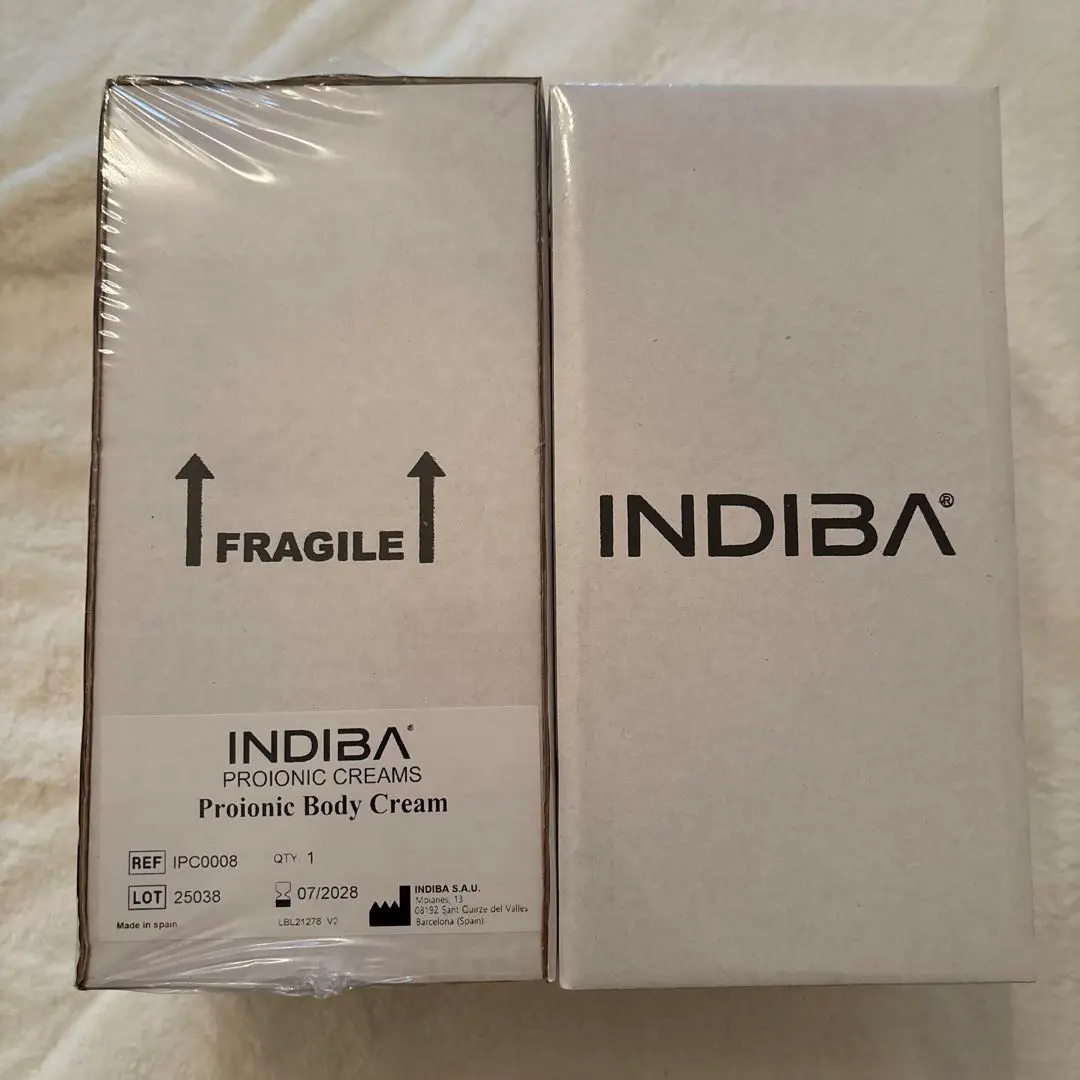 FRAGILE
INDIBA®
PROIONIC CREAMS
Proionic Body Cream
REF IPC0008 QTY 1
LOT 25038 07/2028
INDIBA S.A.U.
Moianes, 13
08192 Sant Quirze del Valles
Barcelona (Spain)
Made in spain LBL21278 V2
INDIBA®